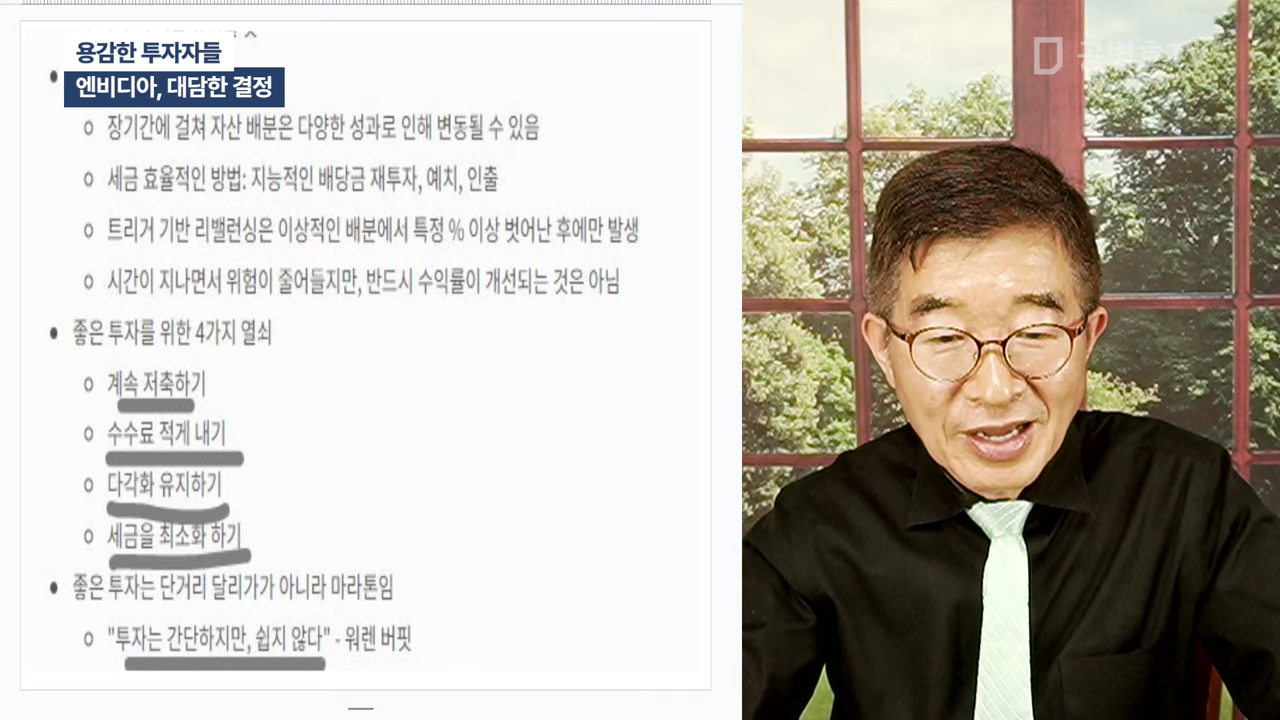 용감한 투자자들
엔비디아, 대담한 결정
장기간에 걸쳐 자산 배분은 다양한 성과로 인해 변동될 수 있음
세금 효율적인 방법: 지능적인 배당금 재투자, 예치, 인출
트리거 기반 리밸런싱은 이상적인 배분에서 특정 % 이상 벗어난 후에만 발생
시간이 지나면서 위험이 줄어들지만, 반드시 수익률이 개선되는 것은 아님
좋은 투자를 위한 4가지 열쇠
계속 저축하기
수수료 적게 내기
다각화 유지하기
세금을 최소화 하기
좋은 투자는 단거리 달리가가 아니라 마라톤임
"투자는 간단하지만, 쉽지 않다" - 워렌 버핏